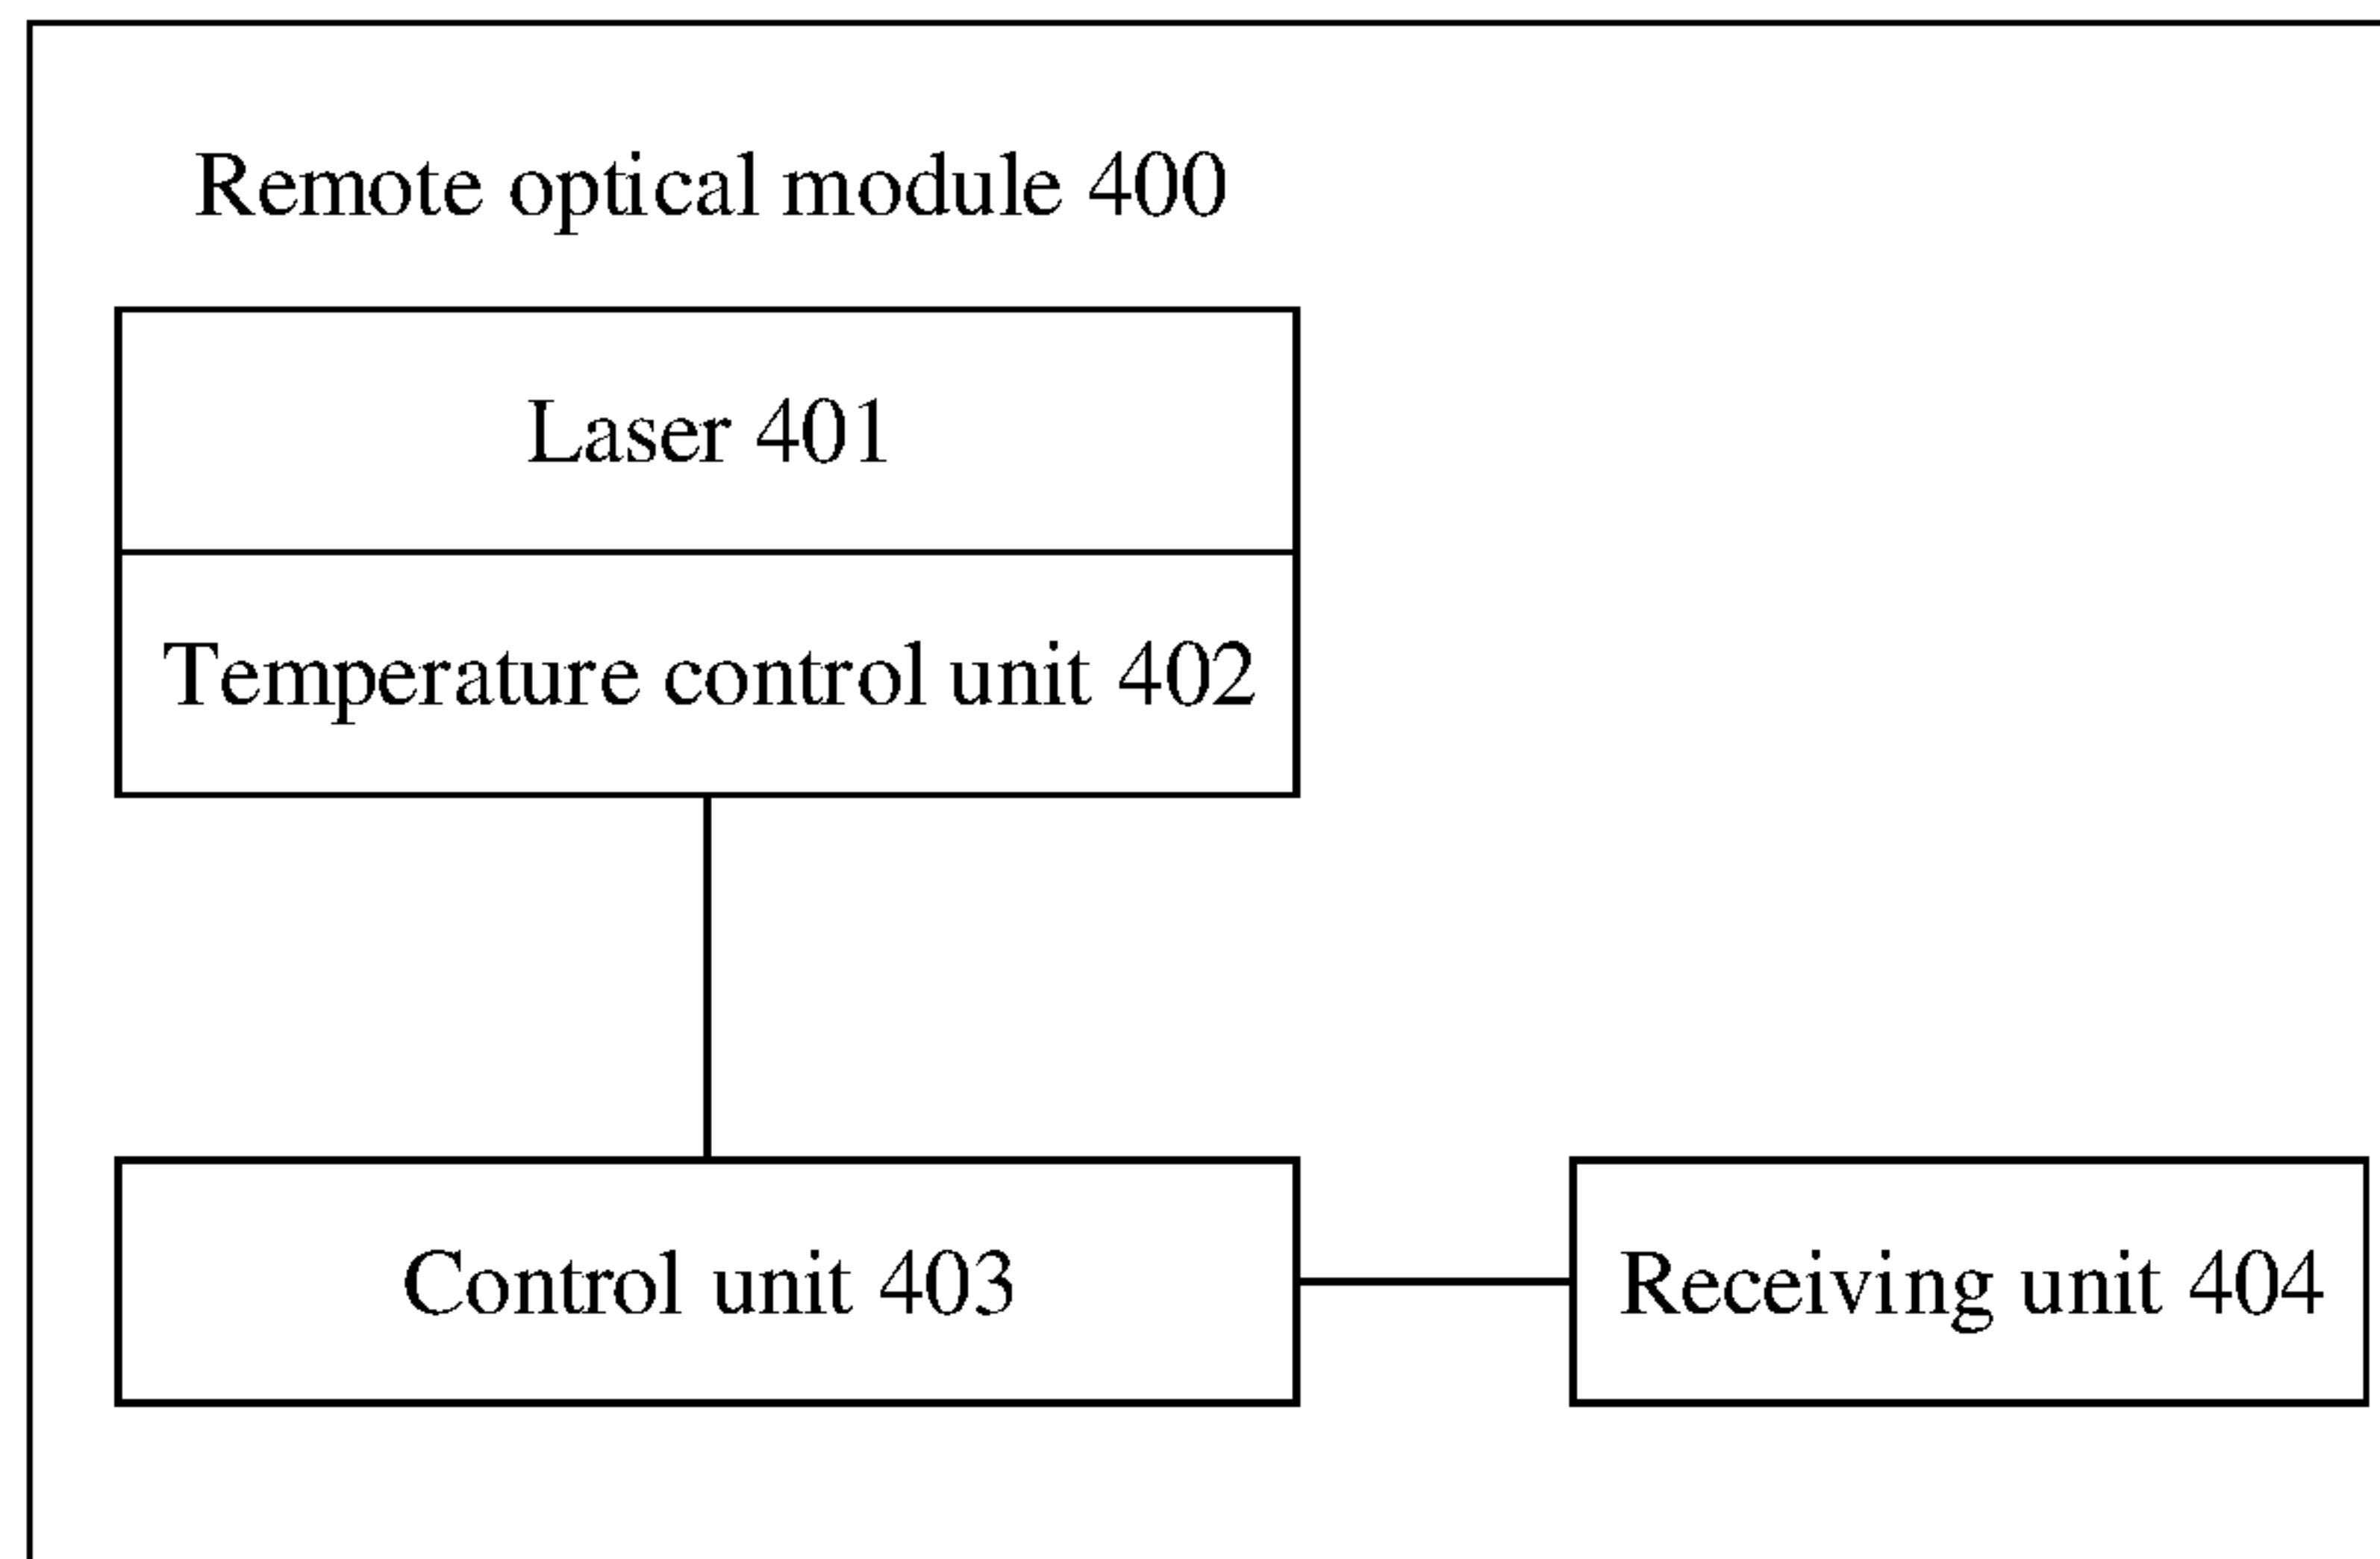 Remote optical module 400
Laser 401
Temperature control unit 402
Control unit 403
Receiving unit 404